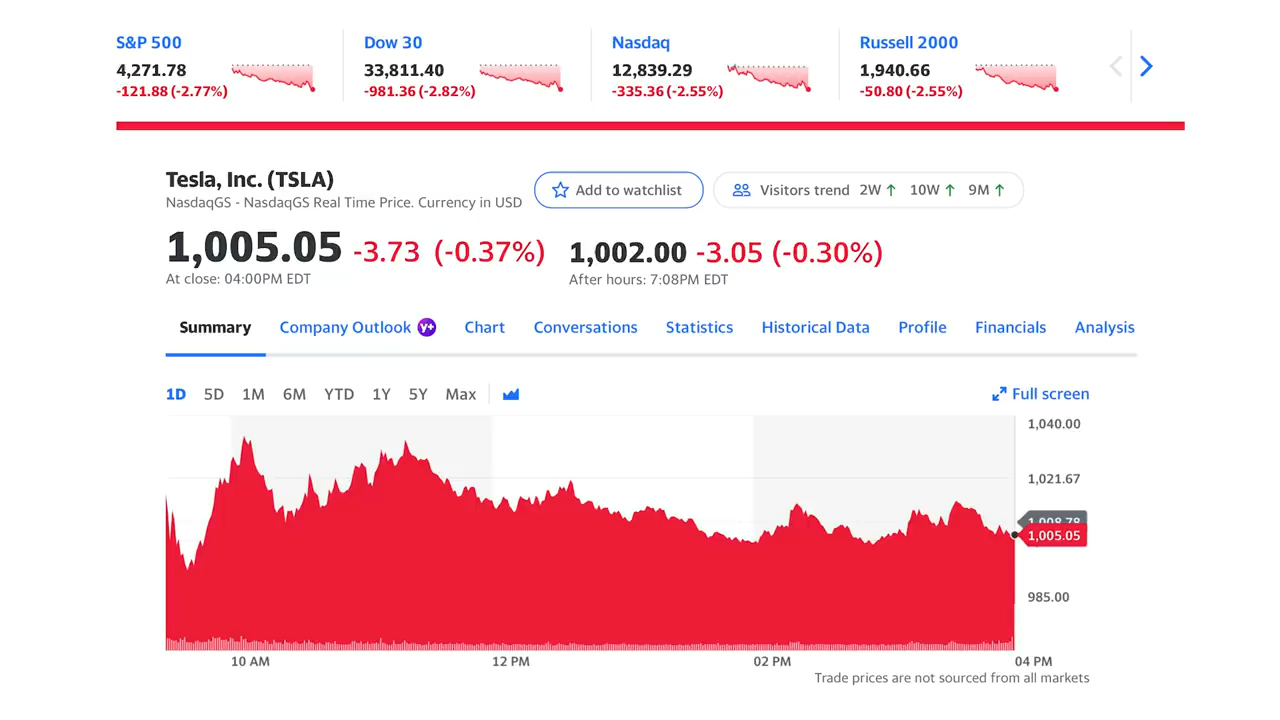 S&P 500 Dow 30 Nasdaq Russell 2000
4,271.78 33,811.40 12,839.29 1,940.66
-121.88 (-2.77%) -981.36 (-2.82%) -335.36 (-2.55%) -50.80 (-2.55%)
Tesla, Inc. (TSLA)
NasdaqGS - NasdaqGS Real Time Price. Currency in USD
Add to watchlist
Visitors trend 2W 10W 9M
1,005.05 -3.73 (-0.37%) 1,002.00 -3.05 (-0.30%)
At close: 04:00PM EDT After hours: 7:08PM EDT
Summary Company Outlook y+ Chart Conversations Statistics Historical Data Profile Financials Analysis
1D 5D 1M 6M YTD 1Y 5Y Max Full screen
1,040.00
1,021.67
1,008.78
1,005.05
985.00
10 AM 12 PM 02 PM 04 PM
Trade prices are not sourced from all markets